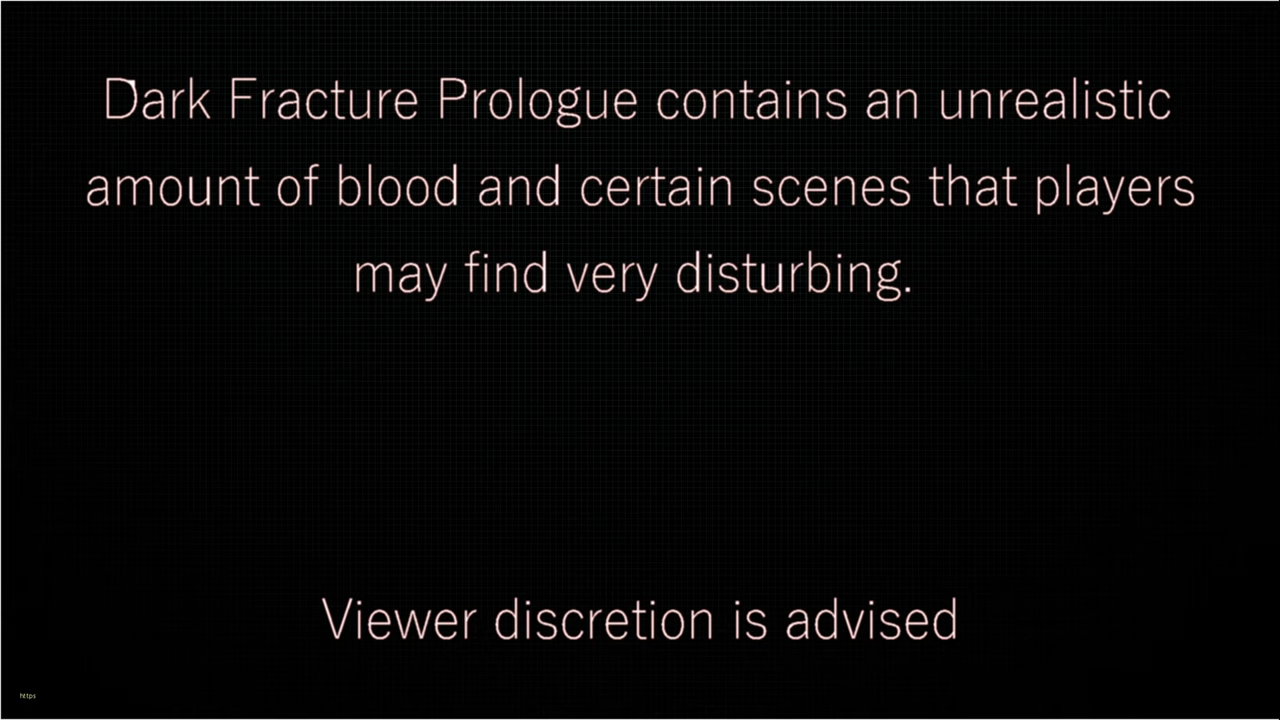 Dark Fracture Prologue contains an unrealistic
amount of blood and certain scenes that players
may find very disturbing.
Viewer discretion is advised
https